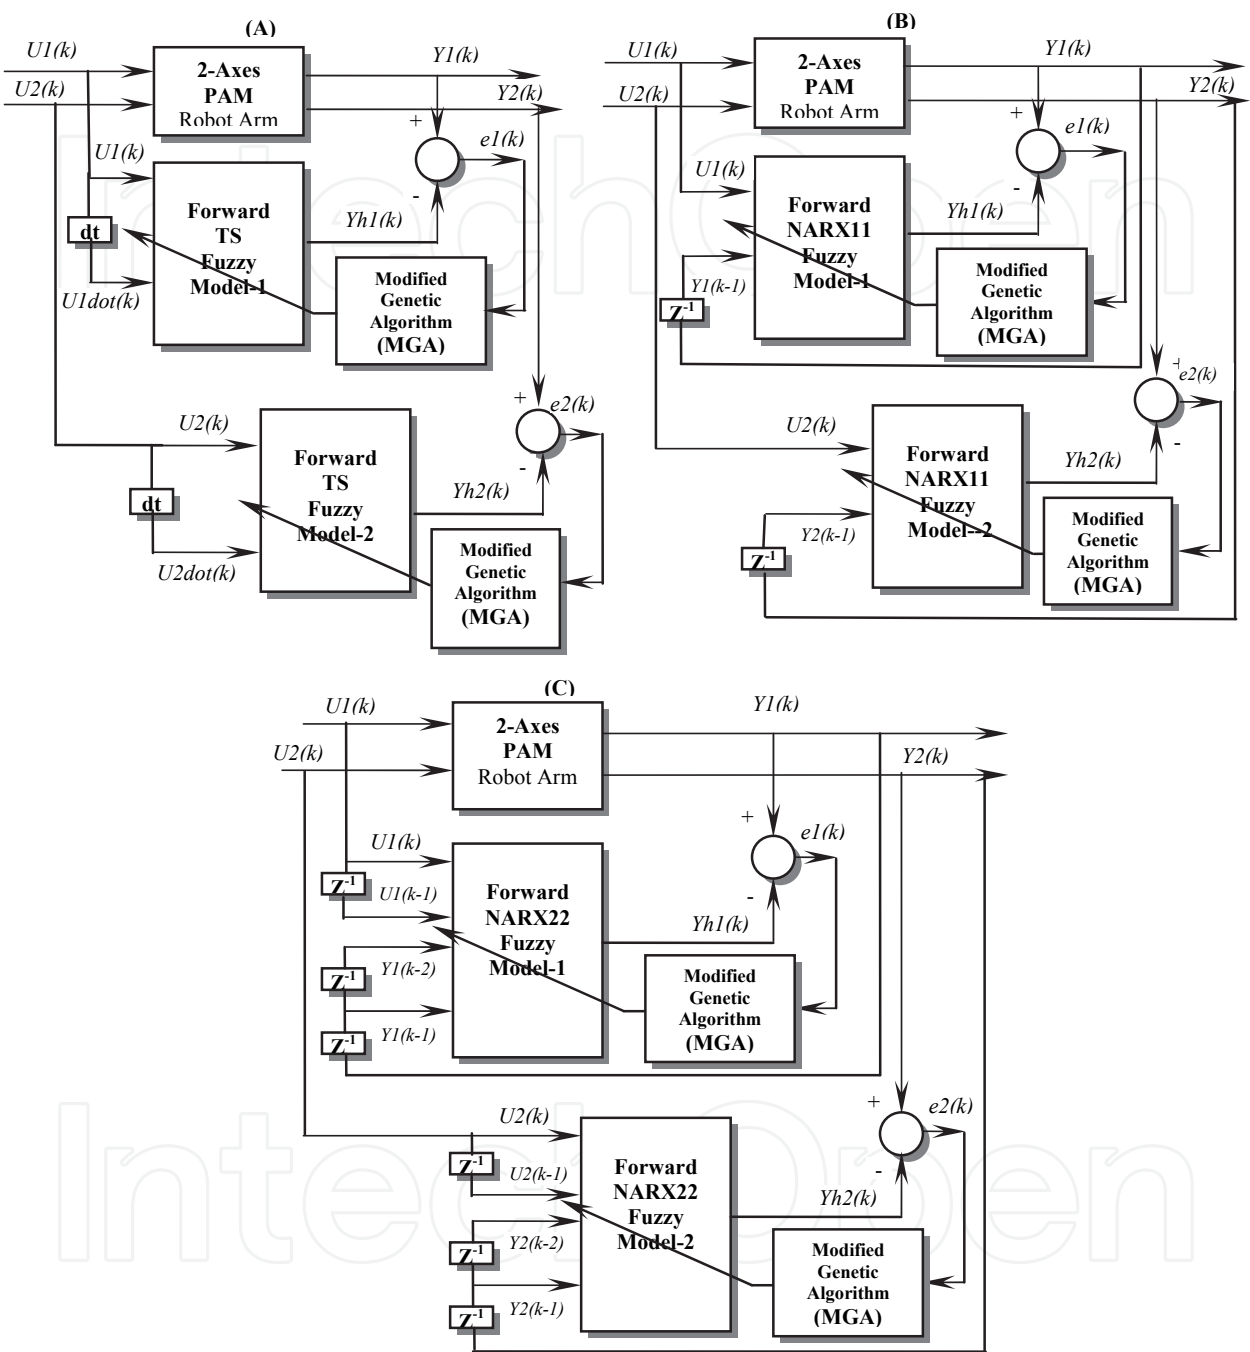 (A)
U1(k)
U2(k)
2-Axes
PAM
Robot Arm
Y1(k)
Y2(k)
+
e1(k)
-
U1(k)
dt
U1dot(k)
Forward
TS
Fuzzy
Model-1
Yh1(k)
Modified
Genetic
Algorithm
(MGA)
U2(k)
dt
U2dot(k)
Forward
TS
Fuzzy
Model-2
+
e2(k)
-
Yh2(k)
Modified
Genetic
Algorithm
(MGA)
(B)
U1(k)
U2(k)
2-Axes
PAM
Robot Arm
Y1(k)
Y2(k)
+
e1(k)
-
U1(k)
Y1(k-1)
Z-1
Forward
NARX11
Fuzzy
Model-1
Yh1(k)
Modified
Genetic
Algorithm
(MGA)
U2(k)
Y2(k-1)
Z-1
Forward
NARX11
Fuzzy
Model--2
+
e2(k)
-
Yh2(k)
Modified
Genetic
Algorithm
(MGA)
(C)
U1(k)
U2(k)
2-Axes
PAM
Robot Arm
Y1(k)
Y2(k)
+
e1(k)
-
U1(k)
Z-1
U1(k-1)
Z-1
Y1(k-2)
Z-1
Y1(k-1)
Forward
NARX22
Fuzzy
Model-1
Yh1(k)
Modified
Genetic
Algorithm
(MGA)
U2(k)
Z-1
U2(k-1)
Z-1
Y2(k-2)
Z-1
Y2(k-1)
Forward
NARX22
Fuzzy
Model-2
+
e2(k)
-
Yh2(k)
Modified
Genetic
Algorithm
(MGA)
IntechOpen
IntechOpen